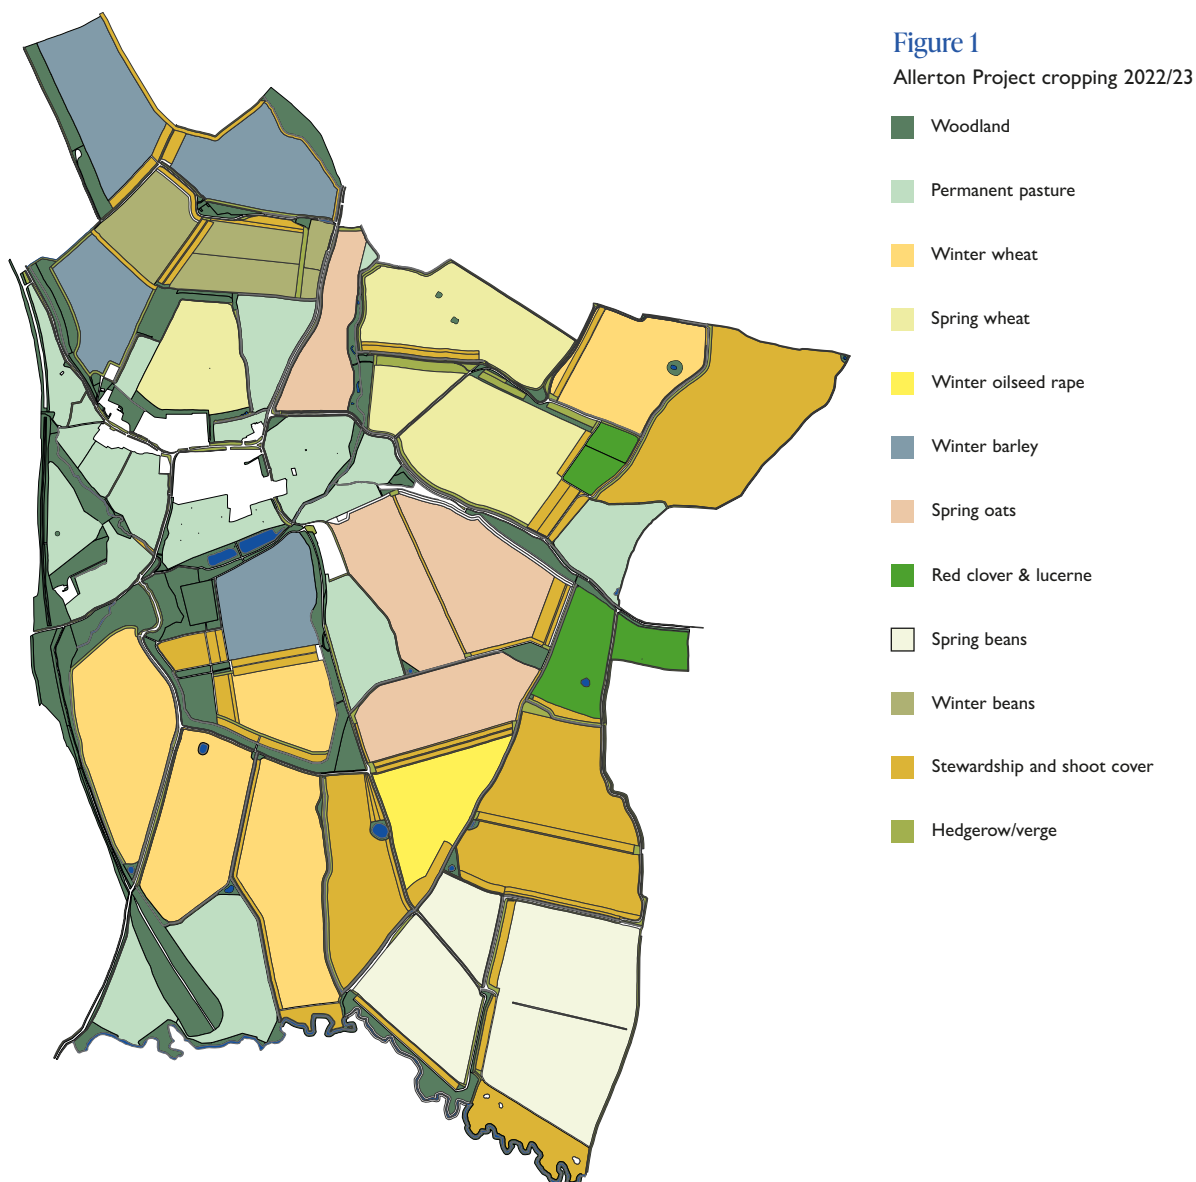 Figure 1
Allerton Project cropping 2022/23
Woodland
Permanent pasture
Winter wheat
Spring wheat
Winter oilseed rape
Winter barley
Spring oats
Red clover & lucerne
Spring beans
Winter beans
Stewardship and shoot cover
Hedgerow/verge